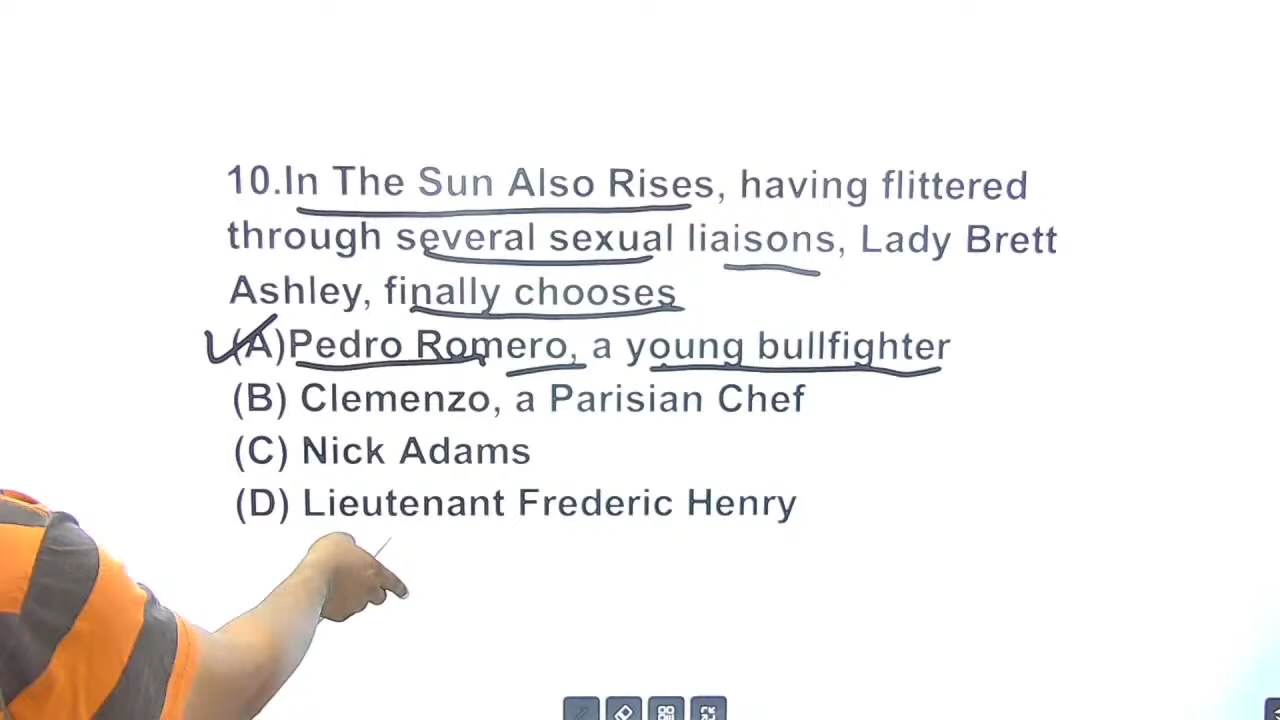 10.In The Sun Also Rises, having flittered
through several sexual liaisons, Lady Brett
Ashley, finally chooses
(A)Pedro Romero, a young bullfighter
(B) Clemenzo, a Parisian Chef
(C) Nick Adams
(D) Lieutenant Frederic Henry